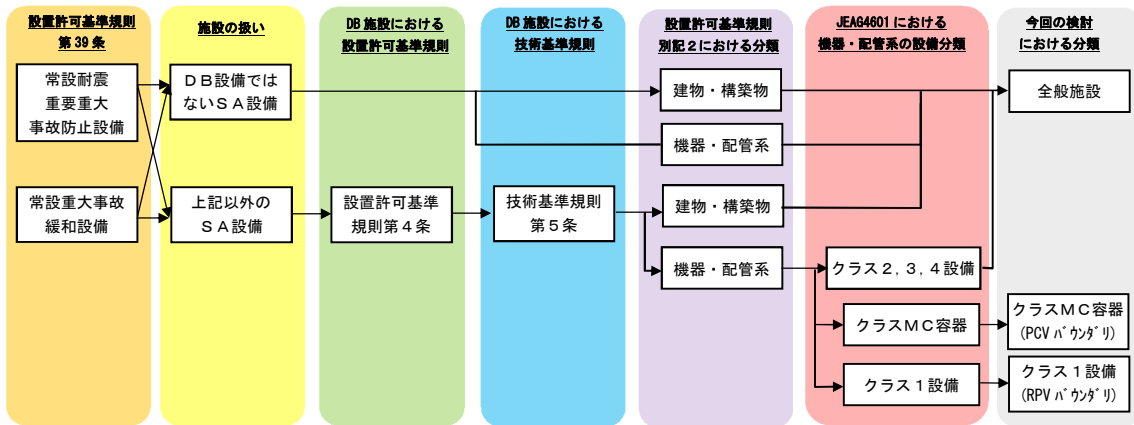 設置許可基準規則
第39条
施設の扱い
DB施設における
設置許可基準規則
DB施設における
技術基準規則
設置許可基準規則
別記2における分類
JEAG4601における
機器・配管系の設備分類
今回の検討
における分類
常設耐震
重要重大
事故防止設備
DB設備では
ないSA設備
建物・構築物
全般施設
機器・配管系
常設重大事故
緩和設備
上記以外の
SA設備
設置許可基準
規則第4条
技術基準規則
第5条
建物・構築物
機器・配管系
クラス2,3,4設備
クラスMC容器
クラスMC容器
(PCVバウンダリ)
クラス1設備
クラス1設備
(RPVバウンダリ)